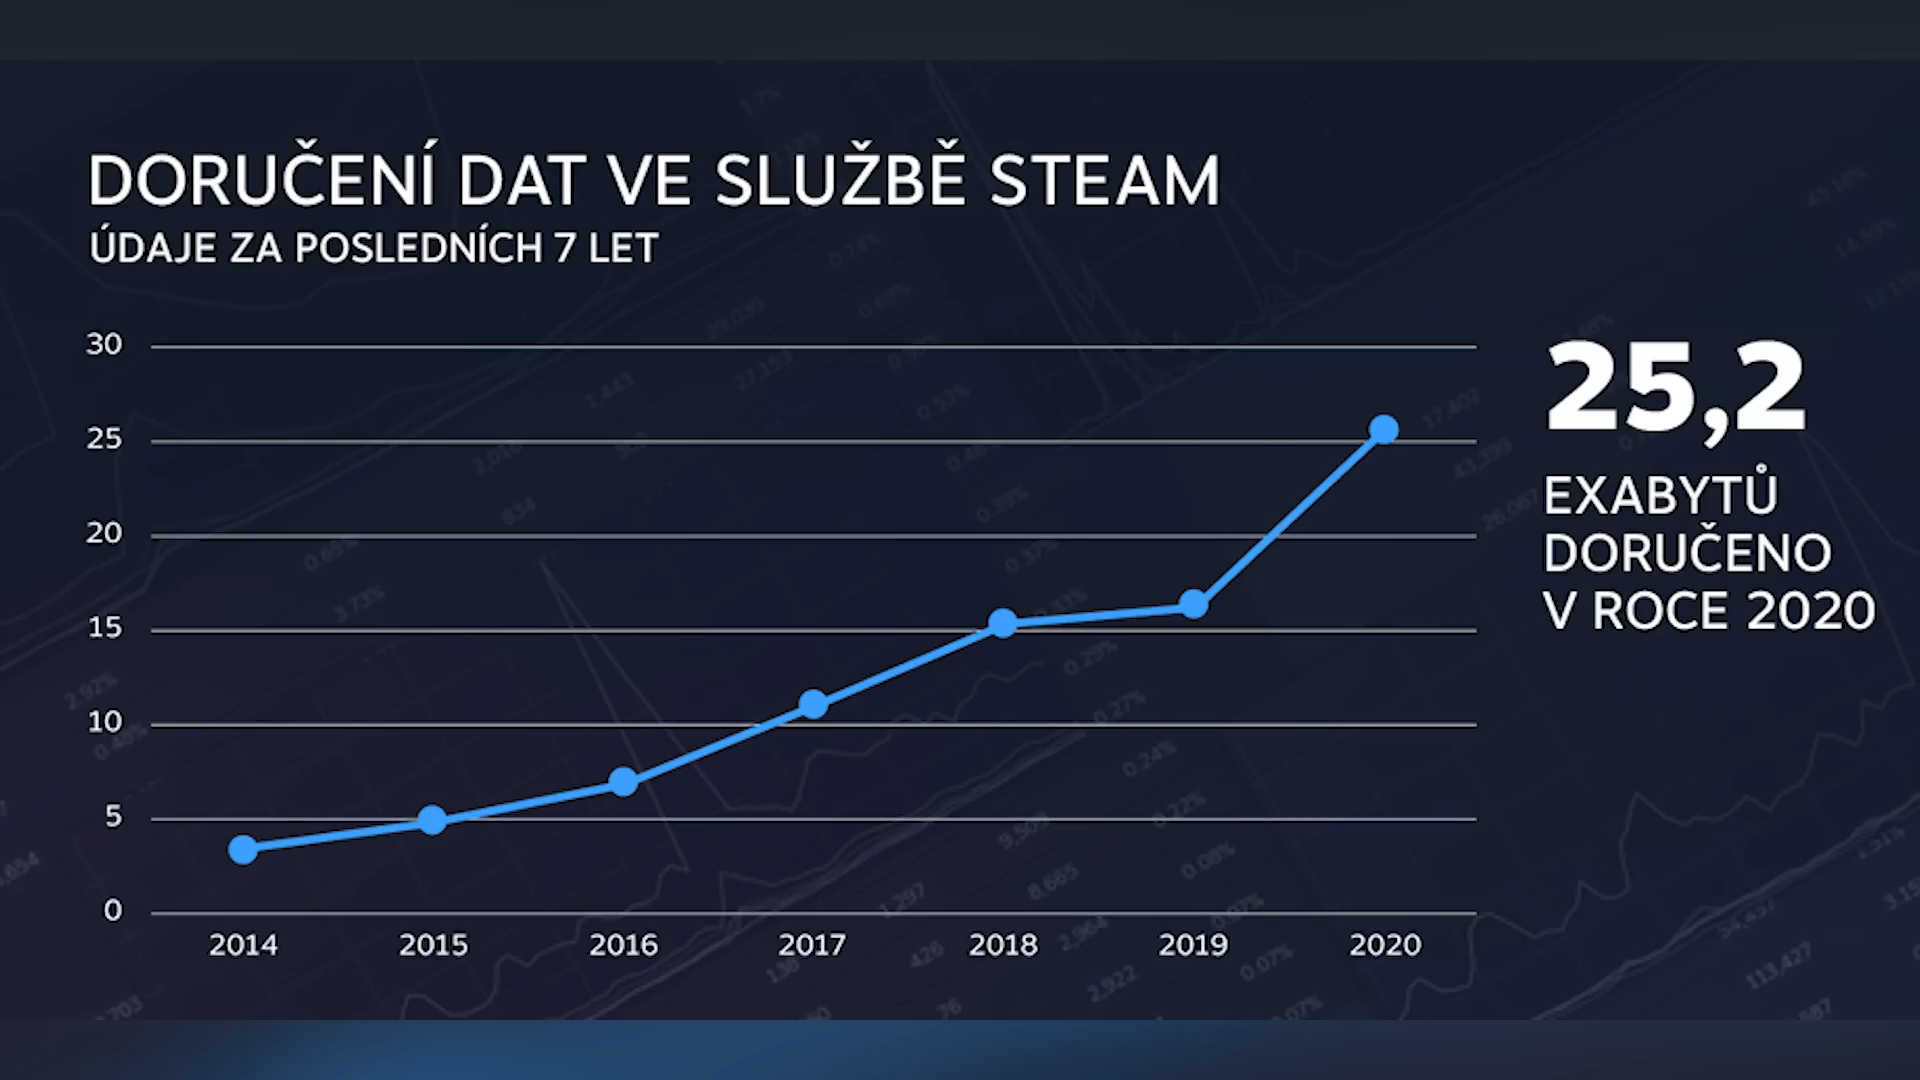 DORUČENÍ DAT VE SLUŽBĚ STEAM
ÚDAJE ZA POSLEDNÍCH 7 LET
30
25
20
15
10
5
0
2014 2015 2016 2017 2018 2019 2020
25,2
EXABYTŮ
DORUČENO
V ROCE 2020